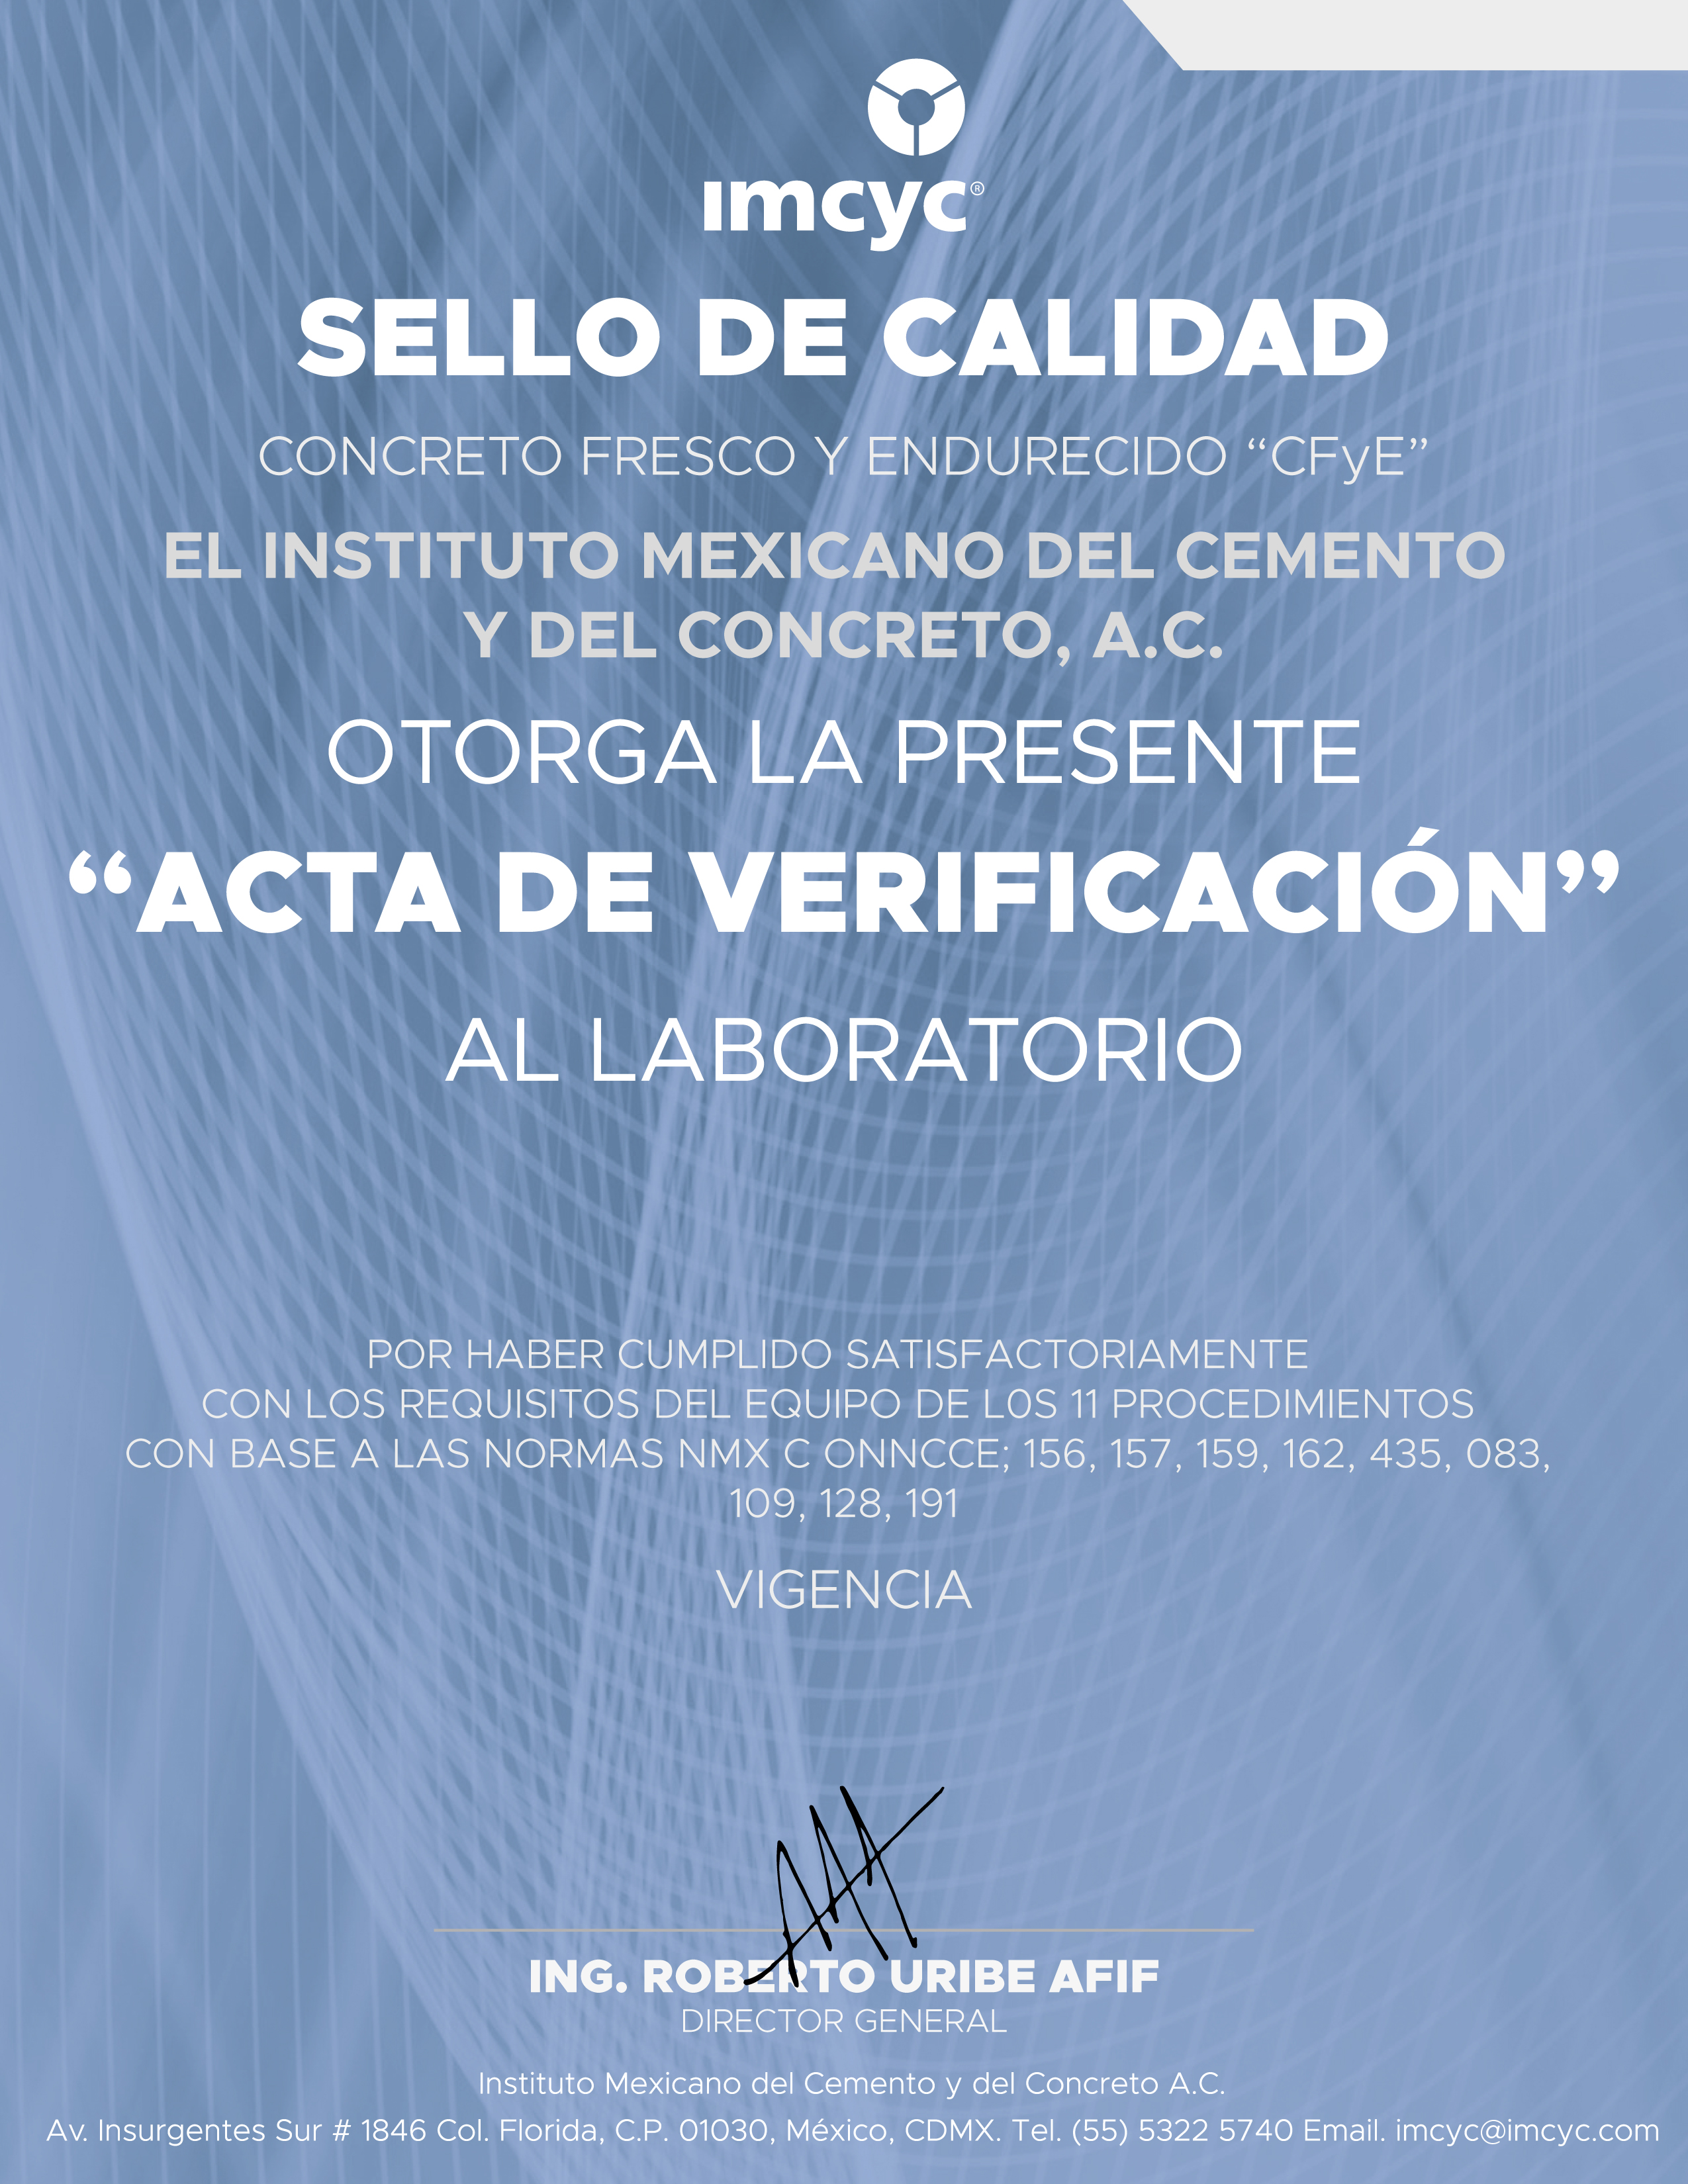 imcyc®
SELLO DE CALIDAD
CONCRETO FRESCO Y ENDURECIDO “CFyE”
EL INSTITUTO MEXICANO DEL CEMENTO
Y DEL CONCRETO, A.C.
OTORGA LA PRESENTE
“ACTA DE VERIFICACIÓN”
AL LABORATORIO
POR HABER CUMPLIDO SATISFACTORIAMENTE
CON LOS REQUISITOS DEL EQUIPO DE L0S 11 PROCEDIMIENTOS
CON BASE A LAS NORMAS NMX C ONNCCE; 156, 157, 159, 162, 435, 083,
109, 128, 191
VIGENCIA
ING. ROBERTO URIBE AFIF
DIRECTOR GENERAL
Instituto Mexicano del Cemento y del Concreto A.C.
Av. Insurgentes Sur # 1846 Col. Florida, C.P. 01030, México, CDMX. Tel. (55) 5322 5740 Email. imcyc@imcyc.com